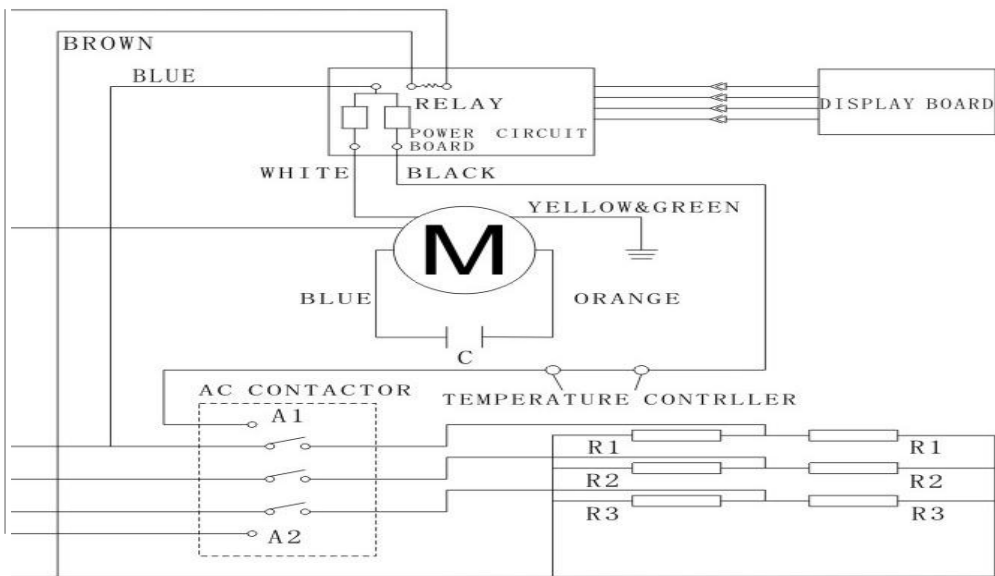 BROWN
BLUE
RELAY
POWER CIRCUIT
BOARD
DISPLAY BOARD
WHITE
BLACK
YELLOW&GREEN
M
BLUE
ORANGE
C
AC CONTACTOR
TEMPERATURE CONTRLLER
A1
R1
R1
R2
R2
R3
R3
A2